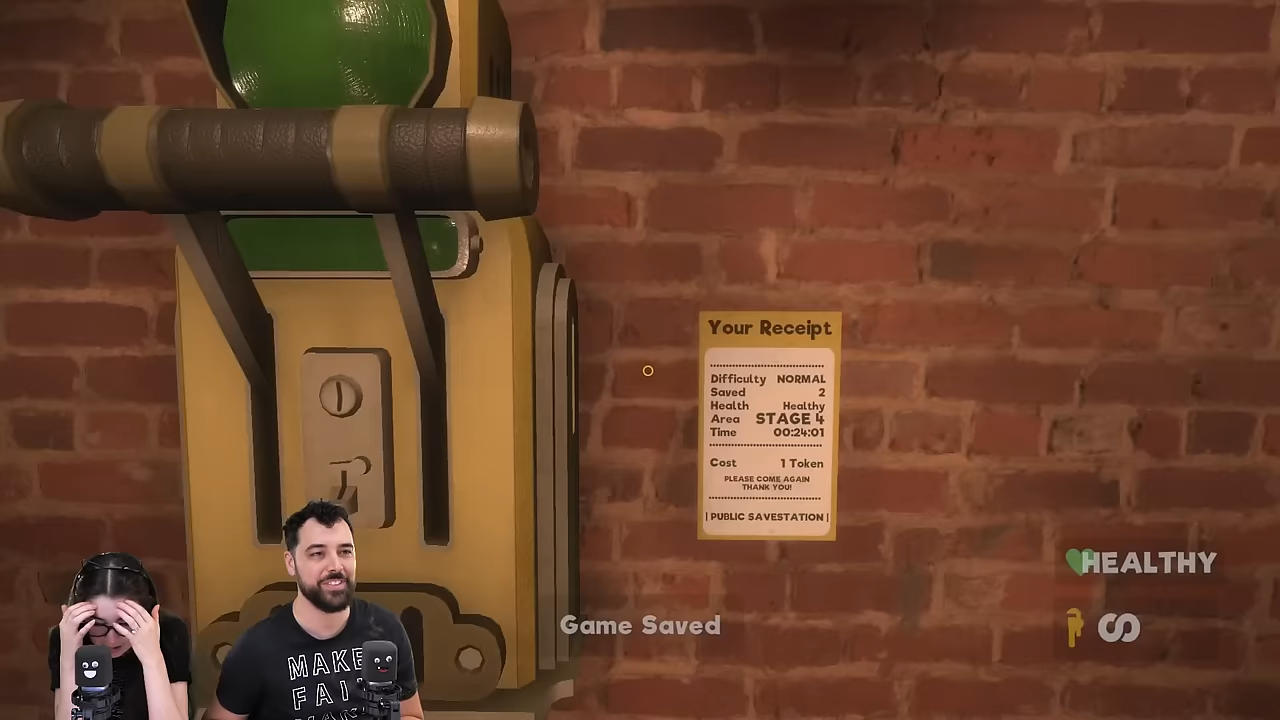 Your Receipt
Difficulty NORMAL
Saved 2
Health Healthy
Area STAGE 4
Time 00:24:01
Cost 1 Token
PLEASE COME AGAIN
THANK YOU!
| PUBLIC SAVESTATION |
HEALTHY
Game Saved
MAKE